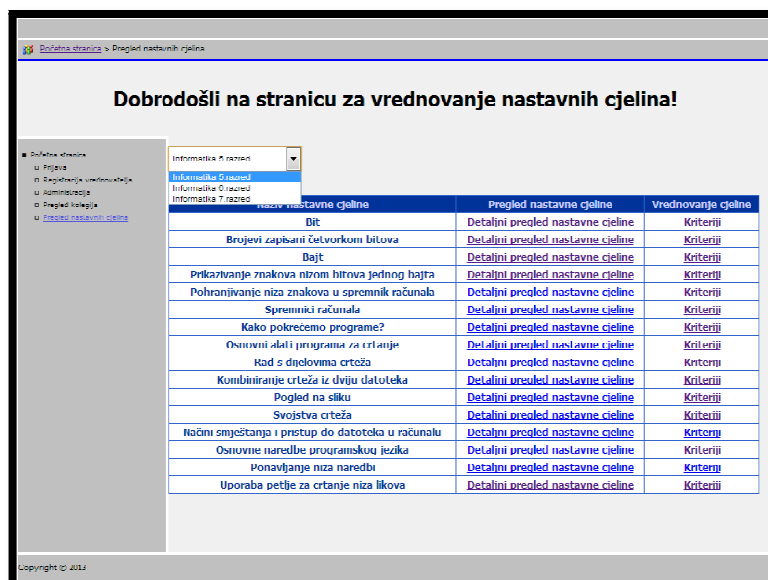 Početna stranica > Pregled nastavnih cjelina
Dobrodošli na stranicu za vrednovanje nastavnih cjelina!
Početna stranica
Prijava
Registracija vrednovatelja
Administracija
Pregled kolegija
Pregled nastavnih cjelina
Informatika 5.razred
Informatika 5.razred
Informatika 6.razred
Informatika 7.razred
Naziv nastavne cjeline Pregled nastavne cjeline Vrednovanje cjeline
Bit Detaljni pregled nastavne cjeline Kriteriji
Brojevi zapisani četvorkom bitova Detaljni pregled nastavne cjeline Kriteriji
Bajt Detaljni pregled nastavne cjeline Kriteriji
Prikazivanje znakova nizom bitova jednog bajta Detaljni pregled nastavne cjeline Kriteriji
Pohranjivanje niza znakova u spremnik računala Detaljni pregled nastavne cjeline Kriteriji
Spremnici računala Detaljni pregled nastavne cjeline Kriteriji
Kako pokrećemo programe? Detaljni pregled nastavne cjeline Kriteriji
Osnovni alati programa za crtanje Detaljni pregled nastavne cjeline Kriteriji
Rad s dijelovima crteža Detaljni pregled nastavne cjeline Kriteriji
Kombiniranje crteža iz dviju datoteka Detaljni pregled nastavne cjeline Kriteriji
Pogled na sliku Detaljni pregled nastavne cjeline Kriteriji
Svojstva crteža Detaljni pregled nastavne cjeline Kriteriji
Načini smještanja i pristup do datoteka u računalu Detaljni pregled nastavne cjeline Kriteriji
Osnovne naredbe programskog jezika Detaljni pregled nastavne cjeline Kriteriji
Ponavljanje niza naredbi Detaljni pregled nastavne cjeline Kriteriji
Uporaba petlje za crtanje niza likova Detaljni pregled nastavne cjeline Kriteriji
Copyright © 2013